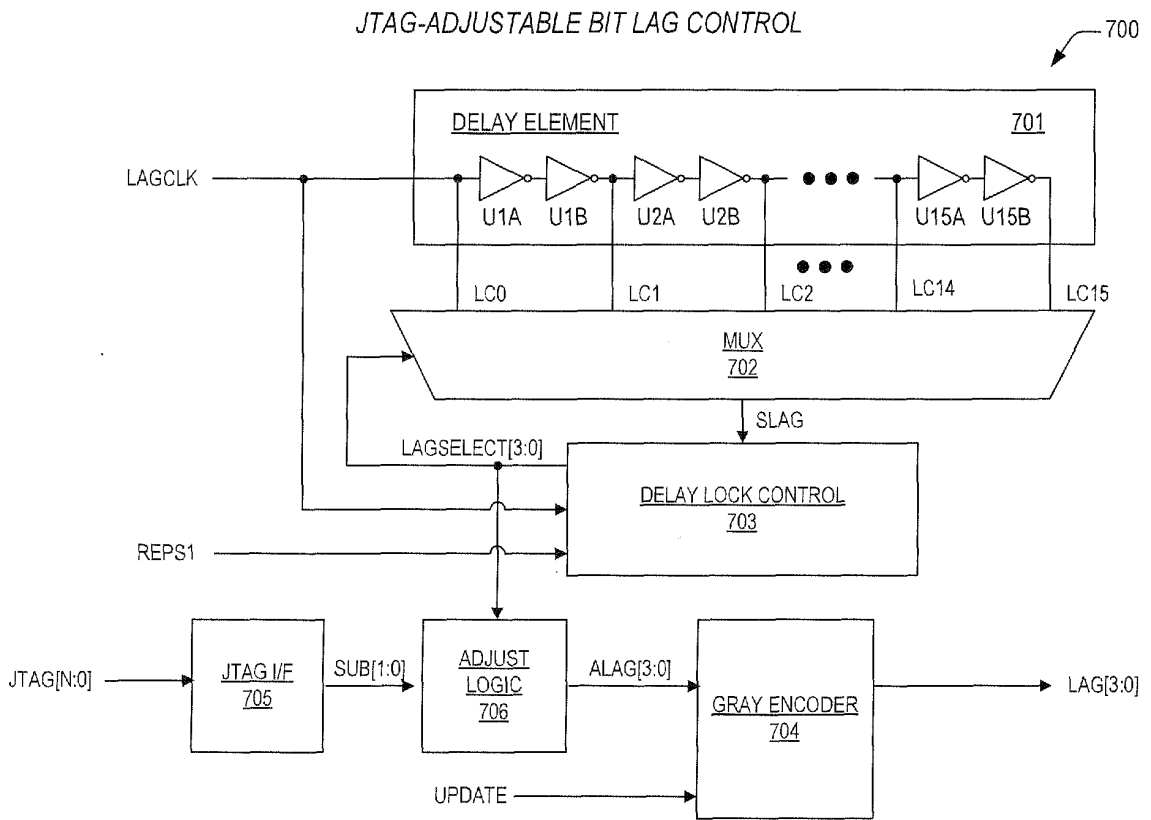 JTAG-ADJUSTABLE BIT LAG CONTROL
700
DELAY ELEMENT
701
LAGCLK
U1A
U1B
U2A
U2B
U15A
U15B
LC0
LC1
LC2
LC14
LC15
MUX
702
SLAG
LAGSELECT[3:0]
DELAY LOCK CONTROL
703
REPS1
JTAG[N:0]
JTAG I/F
705
SUB[1:0]
ADJUST
LOGIC
706
ALAG[3:0]
GRAY ENCODER
704
LAG[3:0]
UPDATE